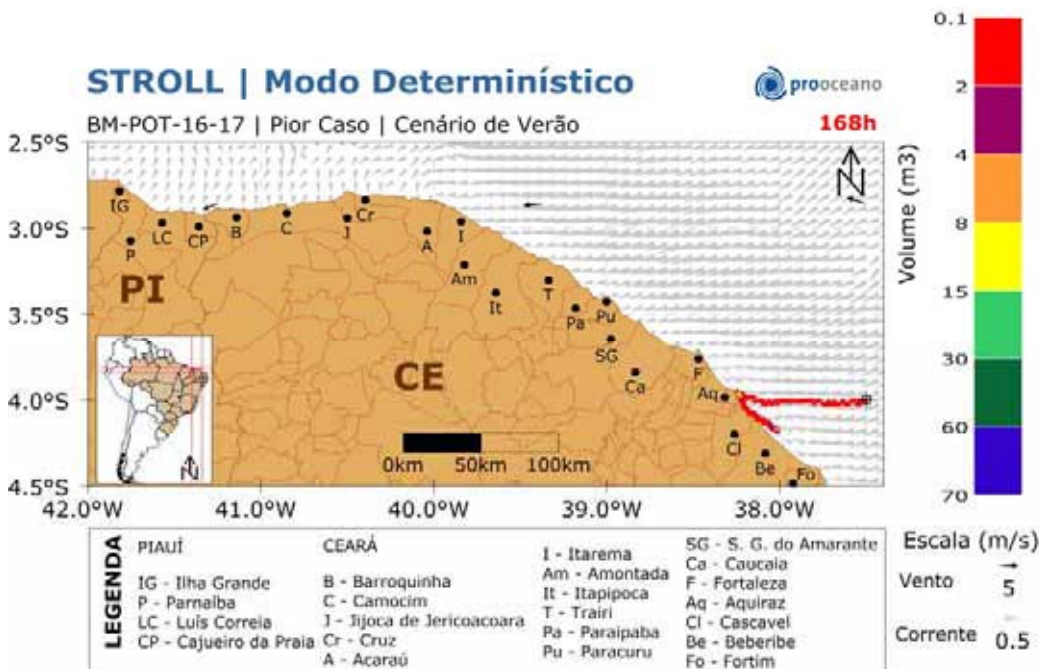 STROLL | Modo Determinístico
prooceano
BM-POT-16-17 | Pior Caso | Cenário de Verão
168h
N
2.5°S
3.0°S
3.5°S
4.0°S
4.5°S
42.0°W
41.0°W
40.0°W
39.0°W
38.0°W
IG
P
LC
CP
B
C
J
Cr
A
I
Am
It
T
Pa
Pu
SG
Ca
F
Aq
Cl
Be
Fo
PI
CE
N
0km
50km
100km
Volume (m3)
0.1
2
4
8
15
30
60
70
LEGENDA
PIAUÍ
IG - Ilha Grande
P - Parnaíba
LC - Luís Correia
CP - Cajueiro da Praia
CEARÁ
B - Barroquinha
C - Camocim
J - Jijoca de Jericoacoara
Cr - Cruz
A - Acaraú
I - Itarema
Am - Amontada
It - Itapipoca
T - Trairi
Pa - Paraipaba
Pu - Paracuru
SG - S. G. do Amarante
Ca - Caucaia
F - Fortaleza
Aq - Aquiraz
Cl - Cascavel
Be - Beberibe
Fo - Fortim
Escala (m/s)
Vento
5
Corrente
0.5